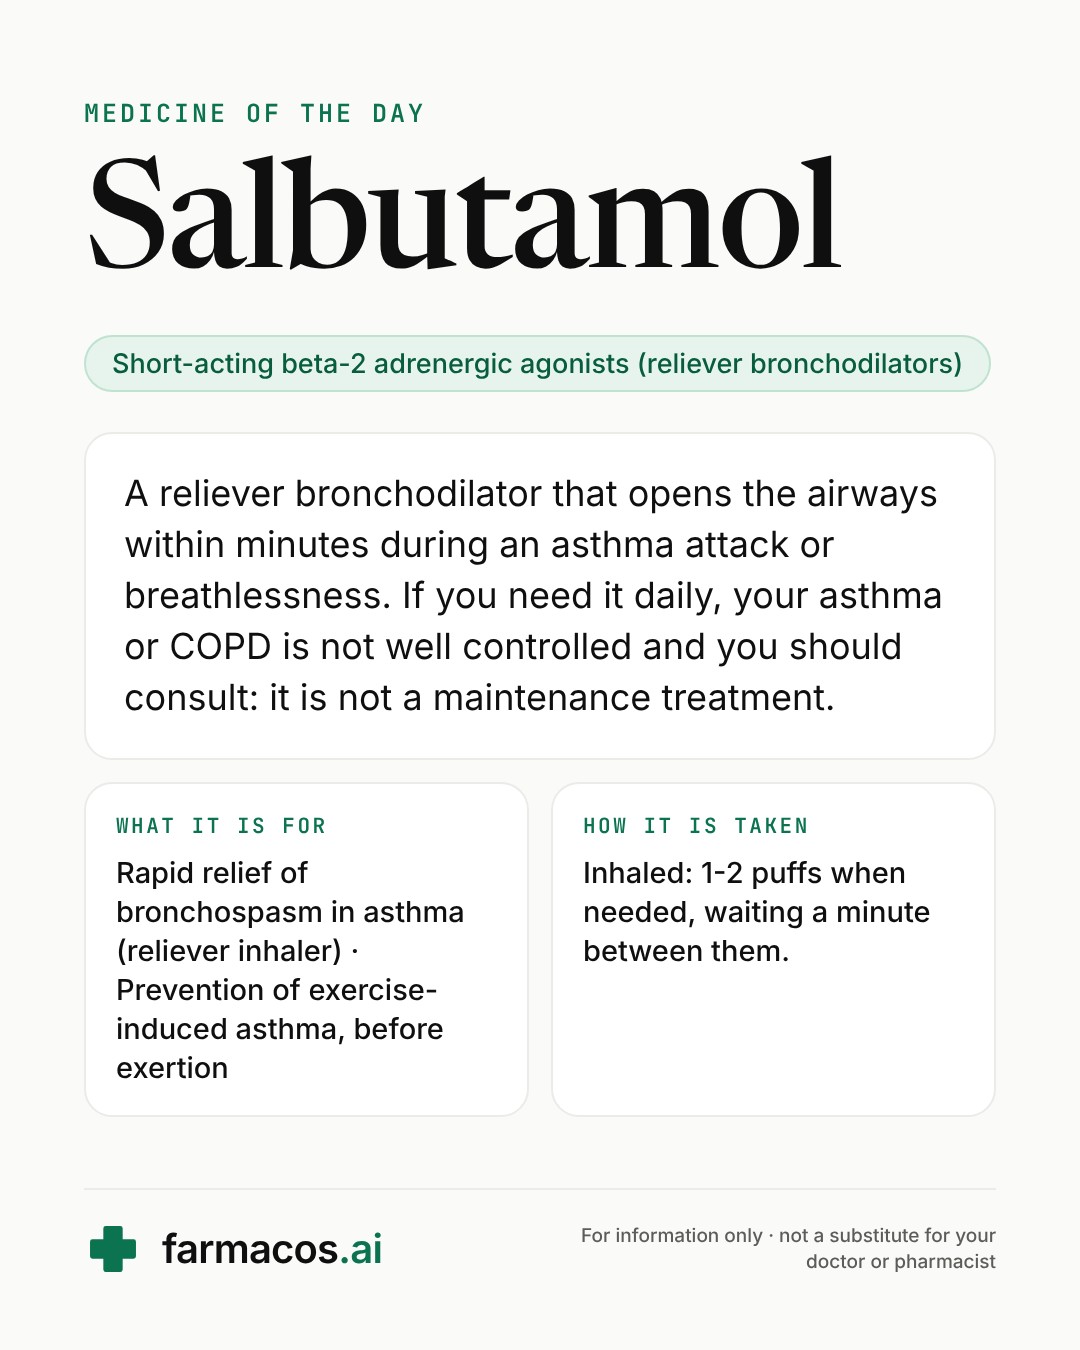 MEDICINE OF THE DAY
Salbutamol
Short-acting beta-2 adrenergic agonists (reliever bronchodilators)
A reliever bronchodilator that opens the airways
within minutes during an asthma attack or
breathlessness. If you need it daily, your asthma
or COPD is not well controlled and you should
consult: it is not a maintenance treatment.
WHAT IT IS FOR
Rapid relief of
bronchospasm in asthma
(reliever inhaler) ·
Prevention of exercise-
induced asthma, before
exertion
HOW IT IS TAKEN
Inhaled: 1-2 puffs when
needed, waiting a minute
between them.
farmacos.ai
For information only · not a substitute for your
doctor or pharmacist